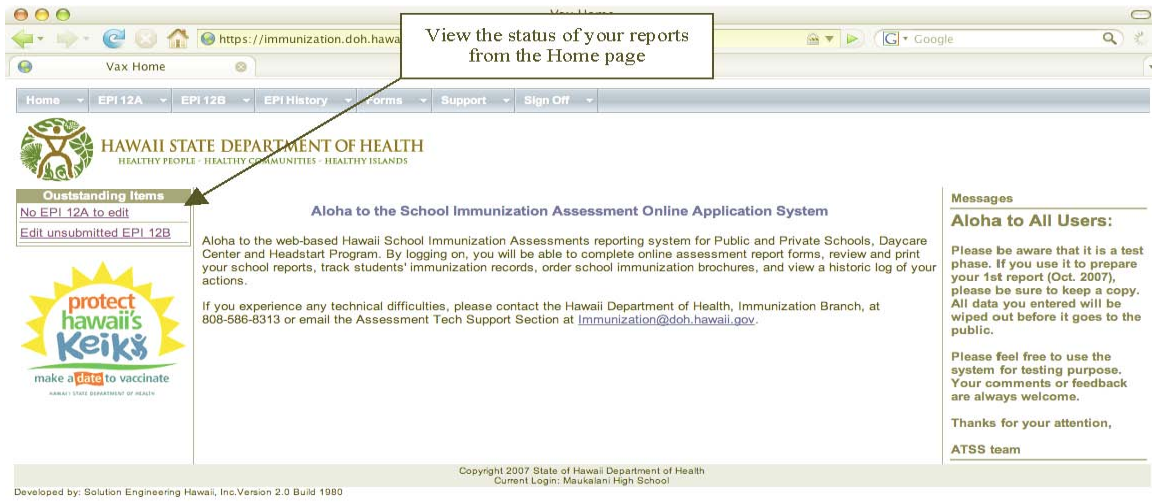 Vax Home
View the status of your reports
from the Home page
https://immunization.doh.hawa
Google
Vax Home
Home EPI 12A EPI 12B EPI History Forms Support Sign Off
HAWAII STATE DEPARTMENT OF HEALTH
HEALTHY PEOPLE - HEALTHY COMMUNITIES - HEALTHY ISLANDS
Ouststanding Items
No EPI 12A to edit
Edit unsubmitted EPI 12B
protect
hawaii's
Keikis
make a date to vaccinate
HAWAI'I STATE DEPARTMENT OF HEALTH
Aloha to the School Immunization Assessment Online Application System
Aloha to the web-based Hawaii School Immunization Assessments reporting system for Public and Private Schools, Daycare
Center and Headstart Program. By logging on, you will be able to complete online assessment report forms, review and print
your school reports, track students' immunization records, order school immunization brochures, and view a historic log of your
actions.
If you experience any technical difficulties, please contact the Hawaii Department of Health, Immunization Branch, at
808-586-8313 or email the Assessment Tech Support Section at Immunization@doh.hawaii.gov.
Messages
Aloha to All Users:
Please be aware that it is a test
phase. If you use it to prepare
your 1st report (Oct. 2007),
please be sure to keep a copy.
All data you entered will be
wiped out before it goes to the
public.
Please feel free to use the
system for testing purpose.
Your comments or feedback
are always welcome.
Thanks for your attention,
ATSS team
Copyright 2007 State of Hawaii Department of Health
Current Login: Maukalani High School
Developed by: Solution Engineering Hawaii, Inc.Version 2.0 Build 1980